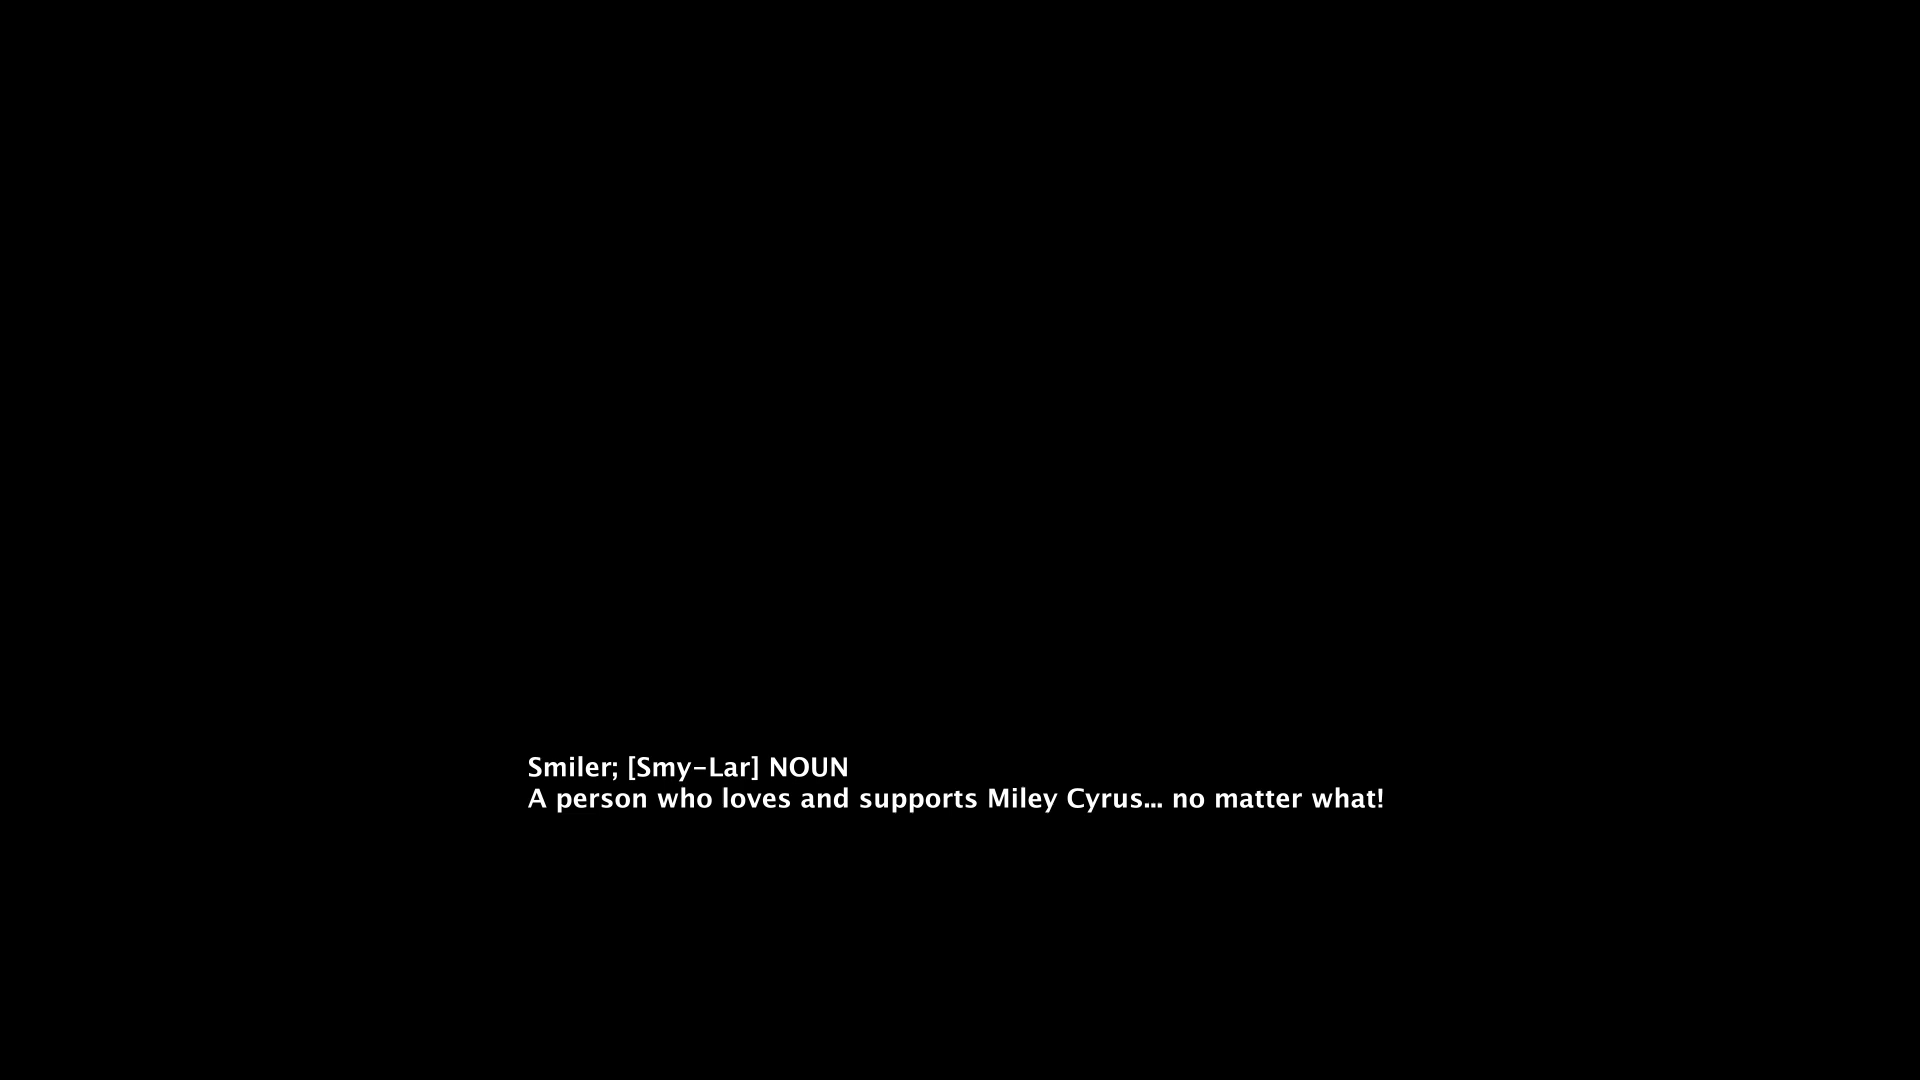 Smiler; [Smy-Lar] NOUN
A person who loves and supports Miley Cyrus... no matter what!